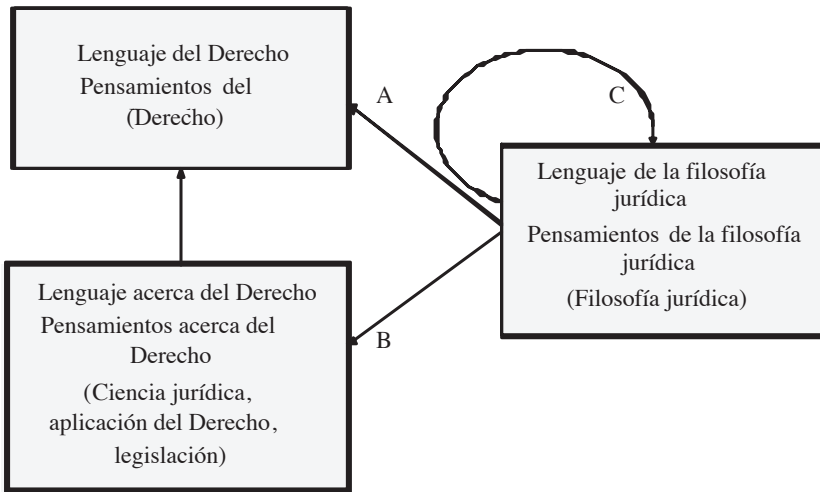 Lenguaje del Derecho
Pensamientos del
(Derecho)
A
C
Lenguaje de la filosofía
jurídica
Pensamientos de la filosofía
jurídica
(Filosofía jurídica)
Lenguaje acerca del Derecho
Pensamientos acerca del
Derecho
(Ciencia jurídica,
aplicación del Derecho,
legislación)
B